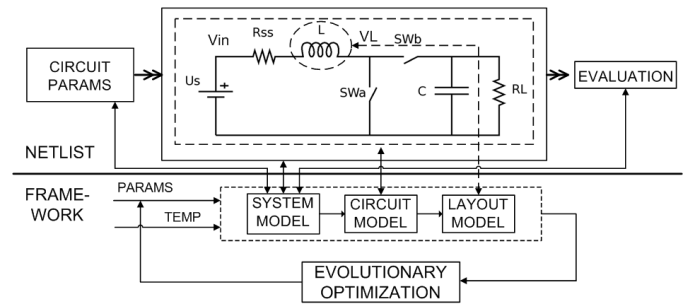 CIRCUIT
PARAMS
Vin
Rss
L
VL
SWb
Us
+
SWa
C
RL
EVALUATION
NETLIST
FRAME-
WORK
PARAMS
TEMP
SYSTEM
MODEL
CIRCUIT
MODEL
LAYOUT
MODEL
EVOLUTIONARY
OPTIMIZATION